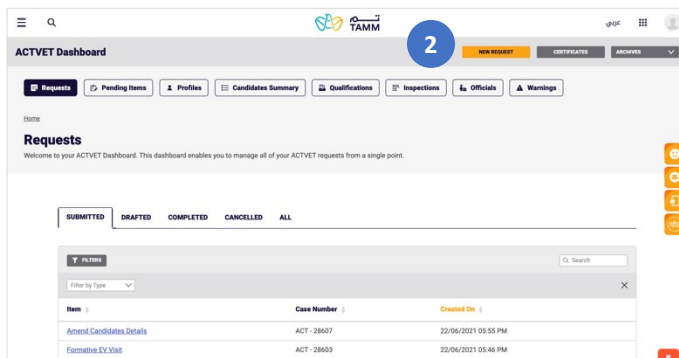 تـم
TAMM
عربي
ACTVET Dashboard
2
NEW REQUEST
CERTIFICATES
ARCHIVES
Requests
Pending Items
Profiles
Candidates Summary
Qualifications
Inspections
Officials
Warnings
Home
Requests
Welcome to your ACTVET Dashboard. This dashboard enables you to manage all of your ACTVET requests from a single point.
SUBMITTED DRAFTED COMPLETED CANCELLED ALL
FILTERS
Search
Filter by Type
Item Case Number Created On
Amend Candidates Details ACT - 28607 22/06/2021 05:55 PM
Formative EV Visit ACT - 28603 22/06/2021 05:46 PM